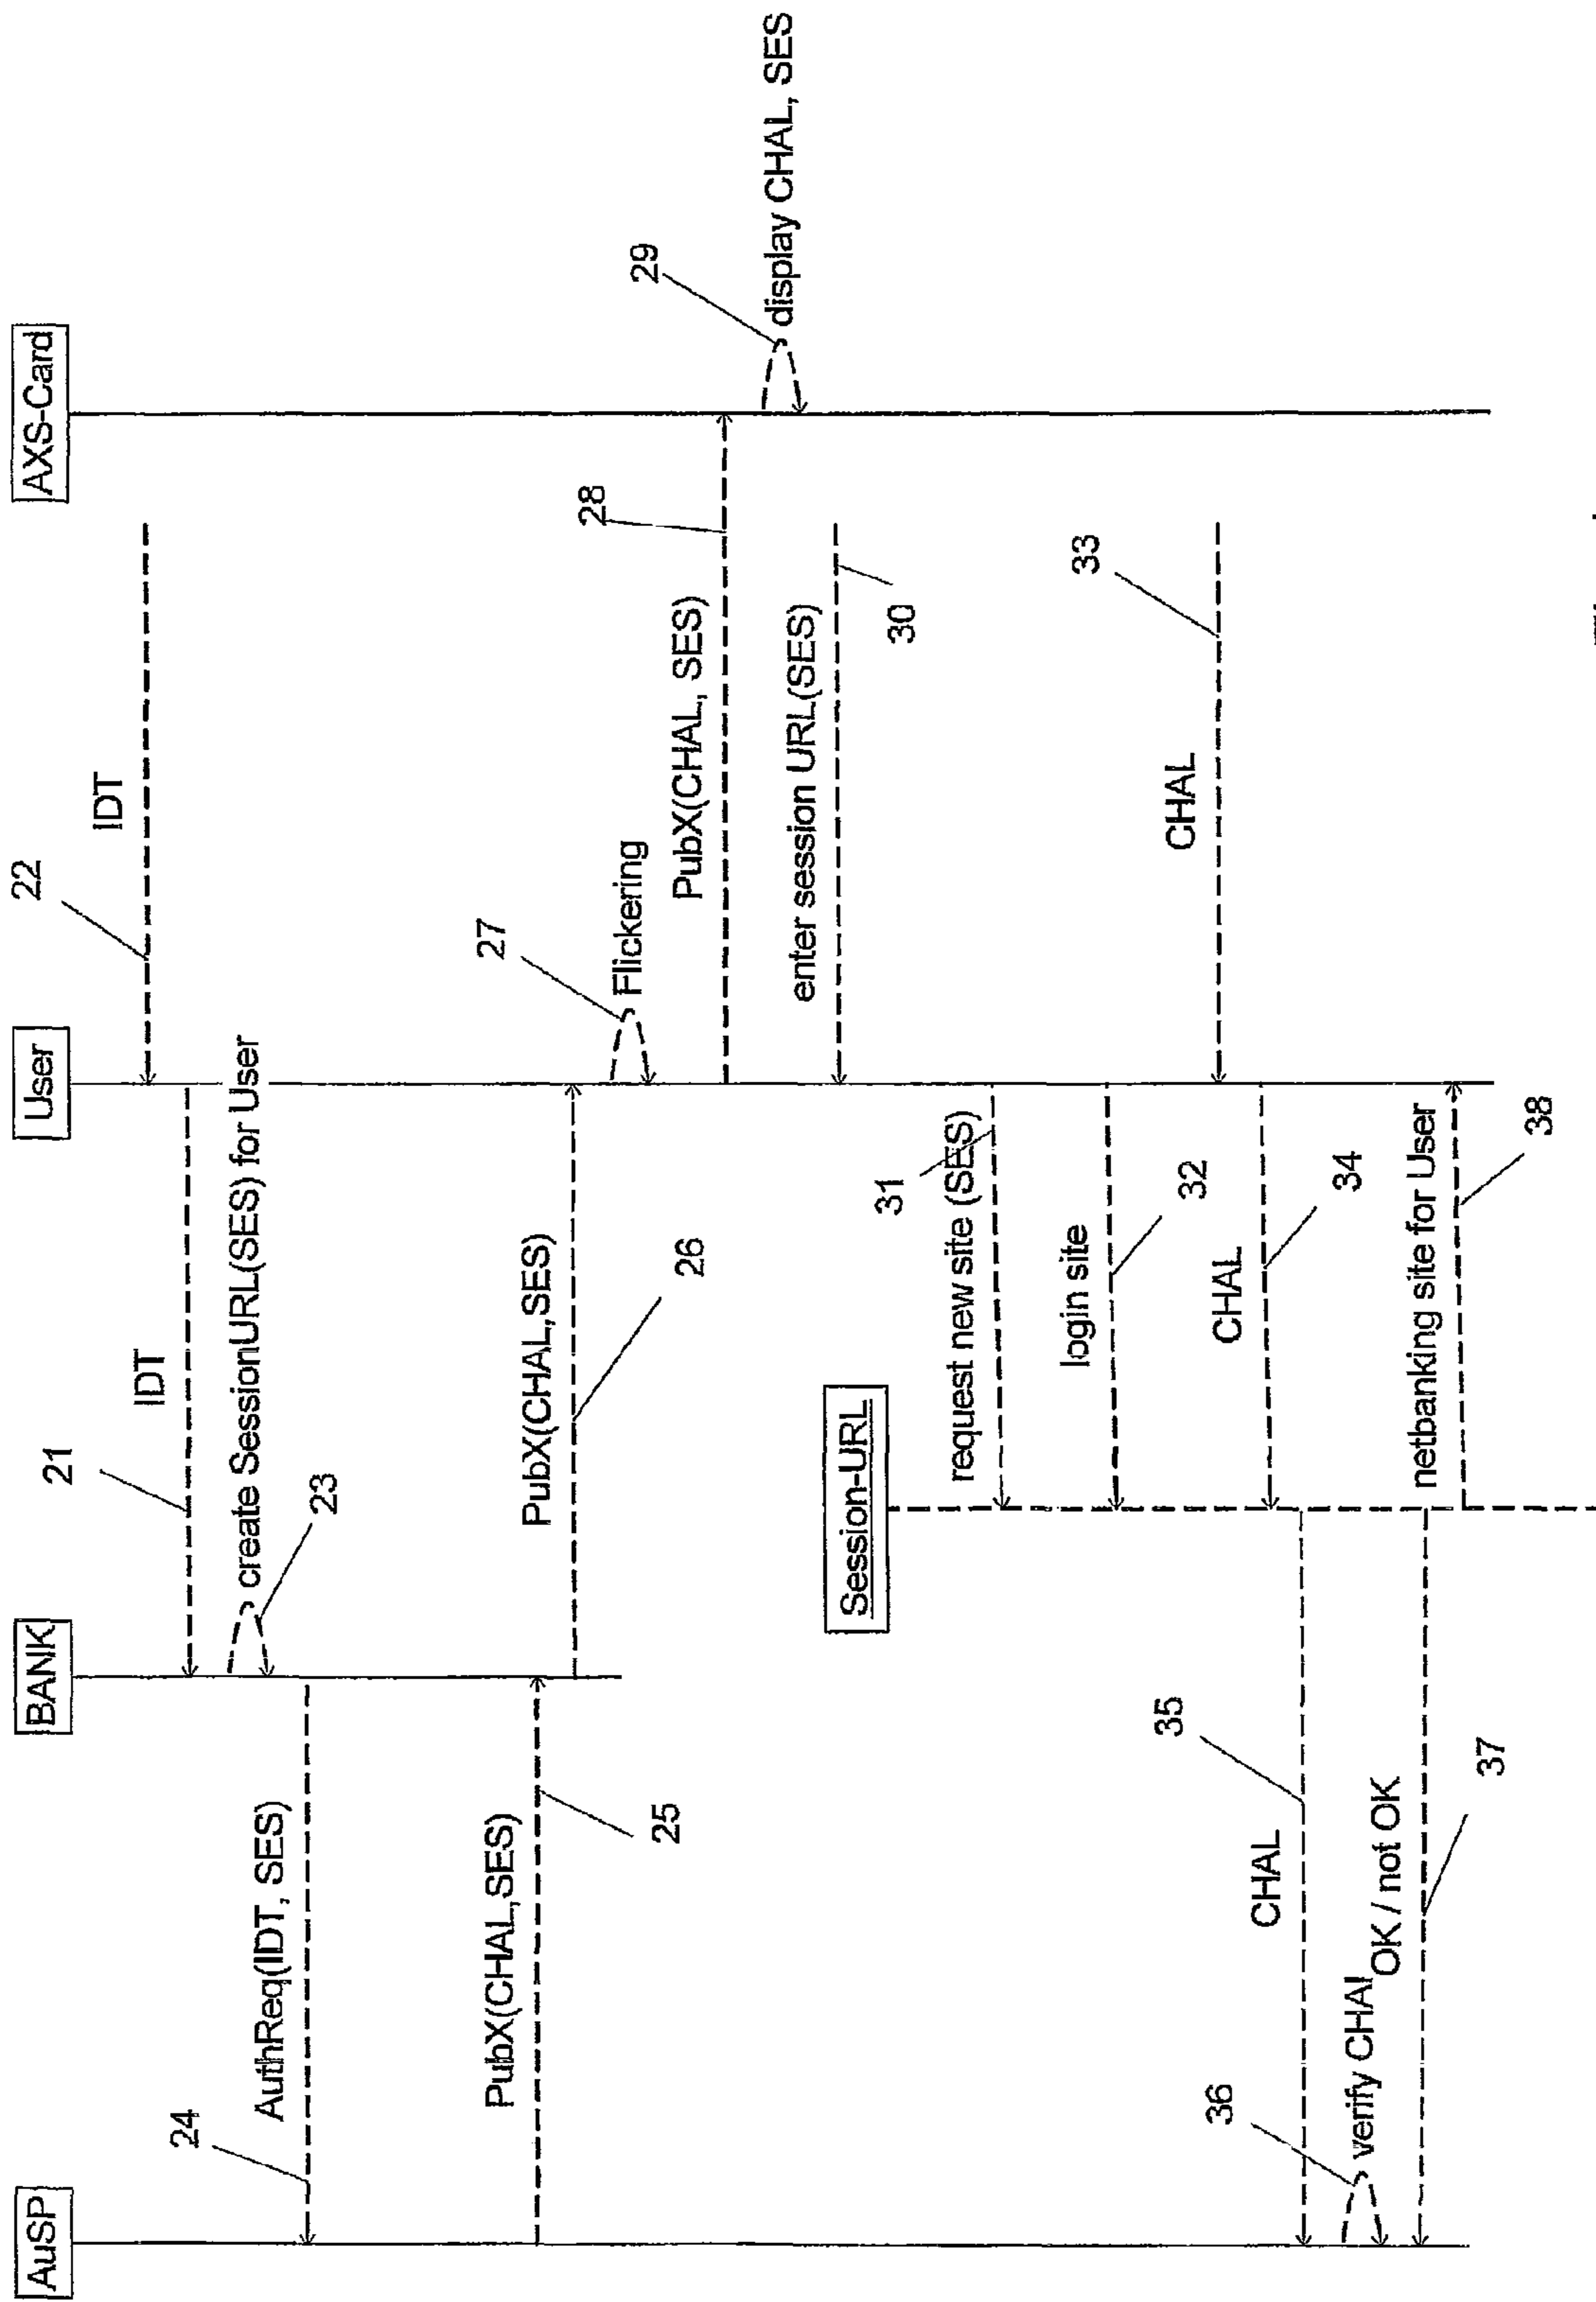 AuSP
BANK
User
AXS-Card
22
IDT
21
IDT
create SessionURL(SES) for User
23
24
AuthReq(IDT, SES)
PubX(CHAL,SES)
25
PubX(CHAL,SES)
26
27
Flickering
28
PubX(CHAL, SES)
29
display CHAL, SES
enter session URL(SES)
30
Session-URL
request new site (SES)
31
login site
32
33
CHAL
CHAL
34
35
CHAL
36
verify CHAL
OK / not OK
37
netbanking site for User
38